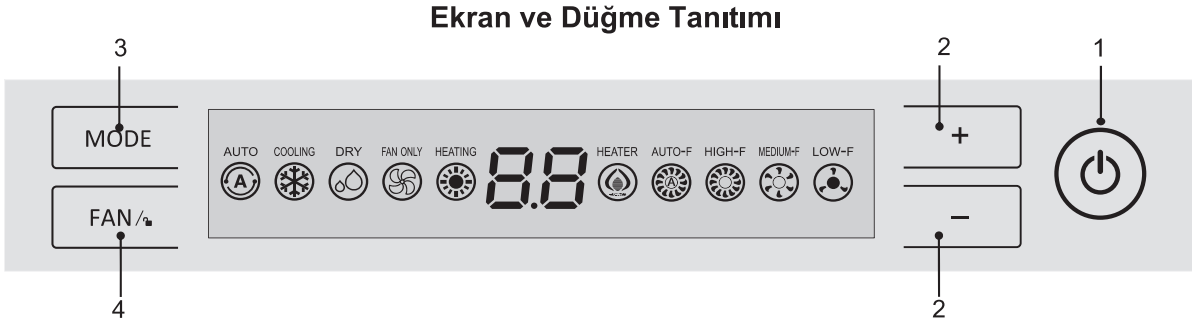 Ekran ve Düğme Tanıtımı
3 2 1
MODE +
AUTO COOLING DRY FAN ONLY HEATING 8.8 HEATER AUTO-F HIGH-F MEDIUM-F LOW-F
A A
FAN/ −
4 2